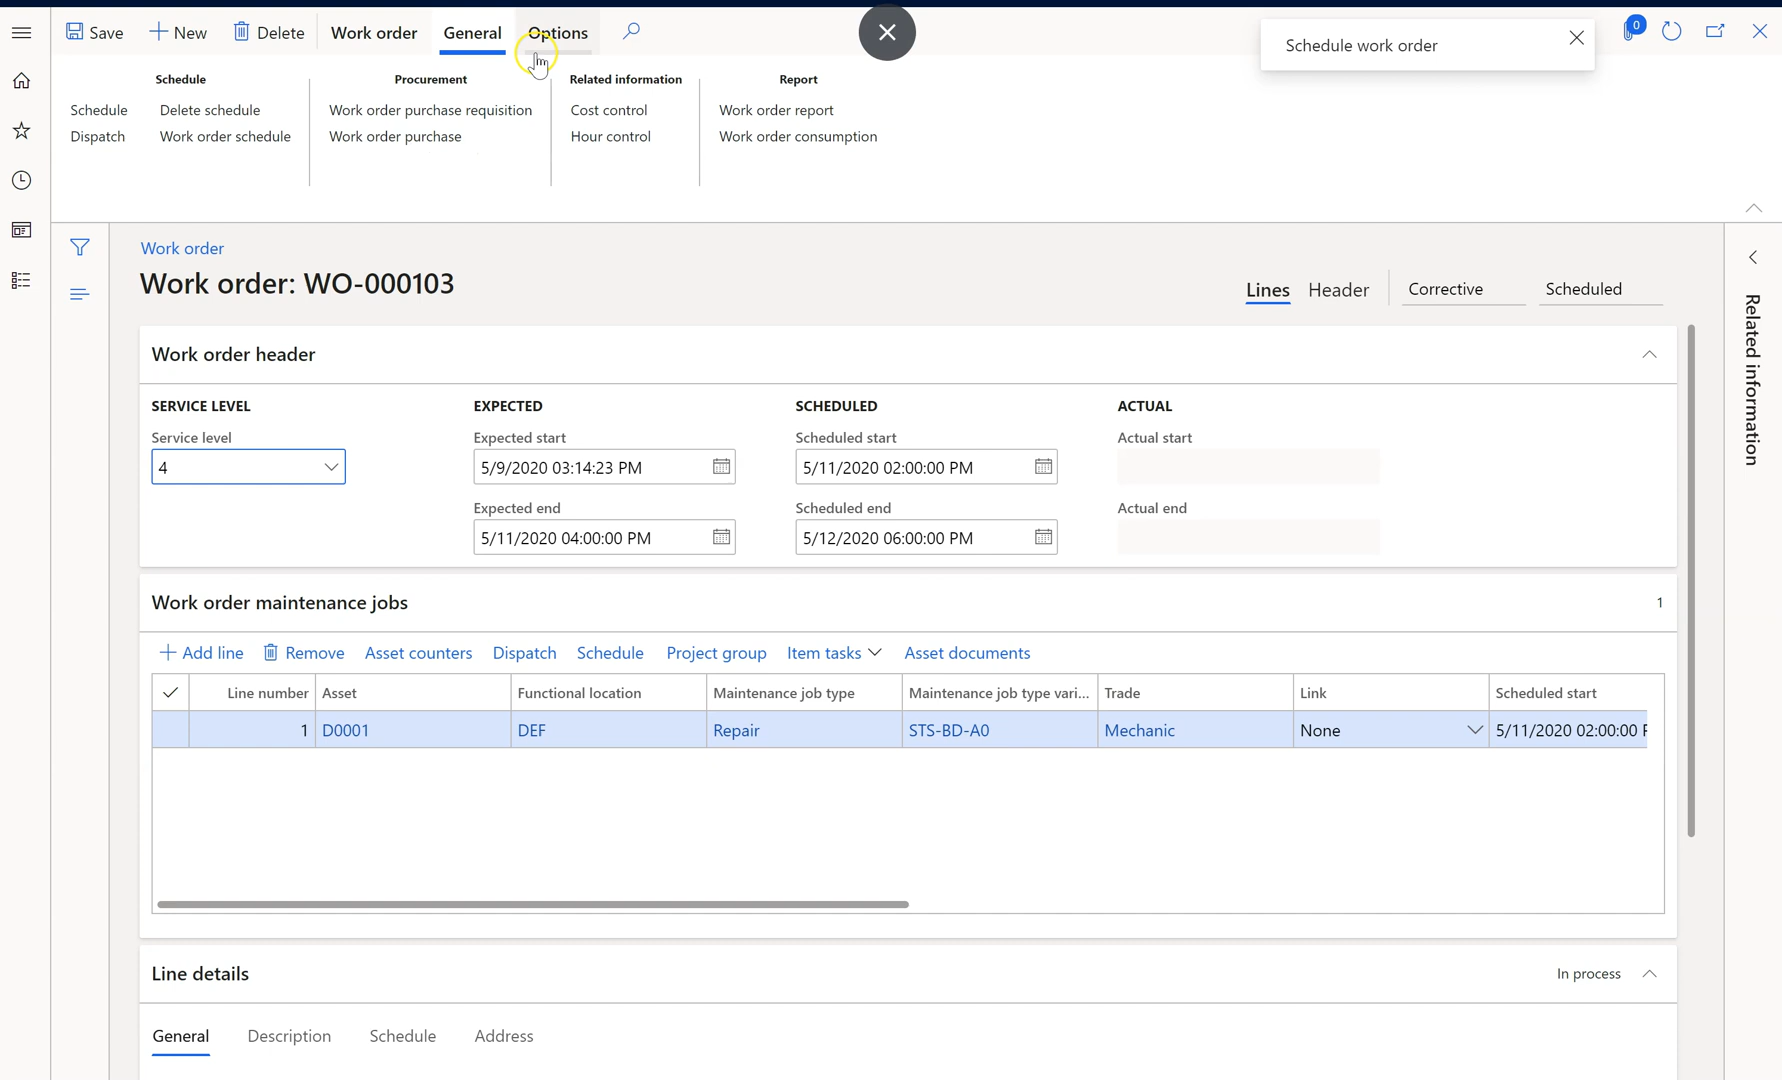 Save New Delete Work order General Options
0
Schedule work order
Schedule Procurement Related information Report
Schedule Delete schedule Work order purchase requisition Cost control Work order report
Dispatch Work order schedule Work order purchase Hour control Work order consumption
Work order
Work order: WO-000103
Lines Header Corrective Scheduled
Related information
Work order header
SERVICE LEVEL EXPECTED SCHEDULED ACTUAL
Service level Expected start Scheduled start Actual start
4 5/9/2020 03:14:23 PM 5/11/2020 02:00:00 PM
Expected end Scheduled end Actual end
5/11/2020 04:00:00 PM 5/12/2020 06:00:00 PM
Work order maintenance jobs 1
Add line Remove Asset counters Dispatch Schedule Project group Item tasks Asset documents
Line number Asset Functional location Maintenance job type Maintenance job type vari... Trade Link Scheduled start
1 D0001 DEF Repair STS-BD-A0 Mechanic None 5/11/2020 02:00:00
Line details In process
General Description Schedule Address